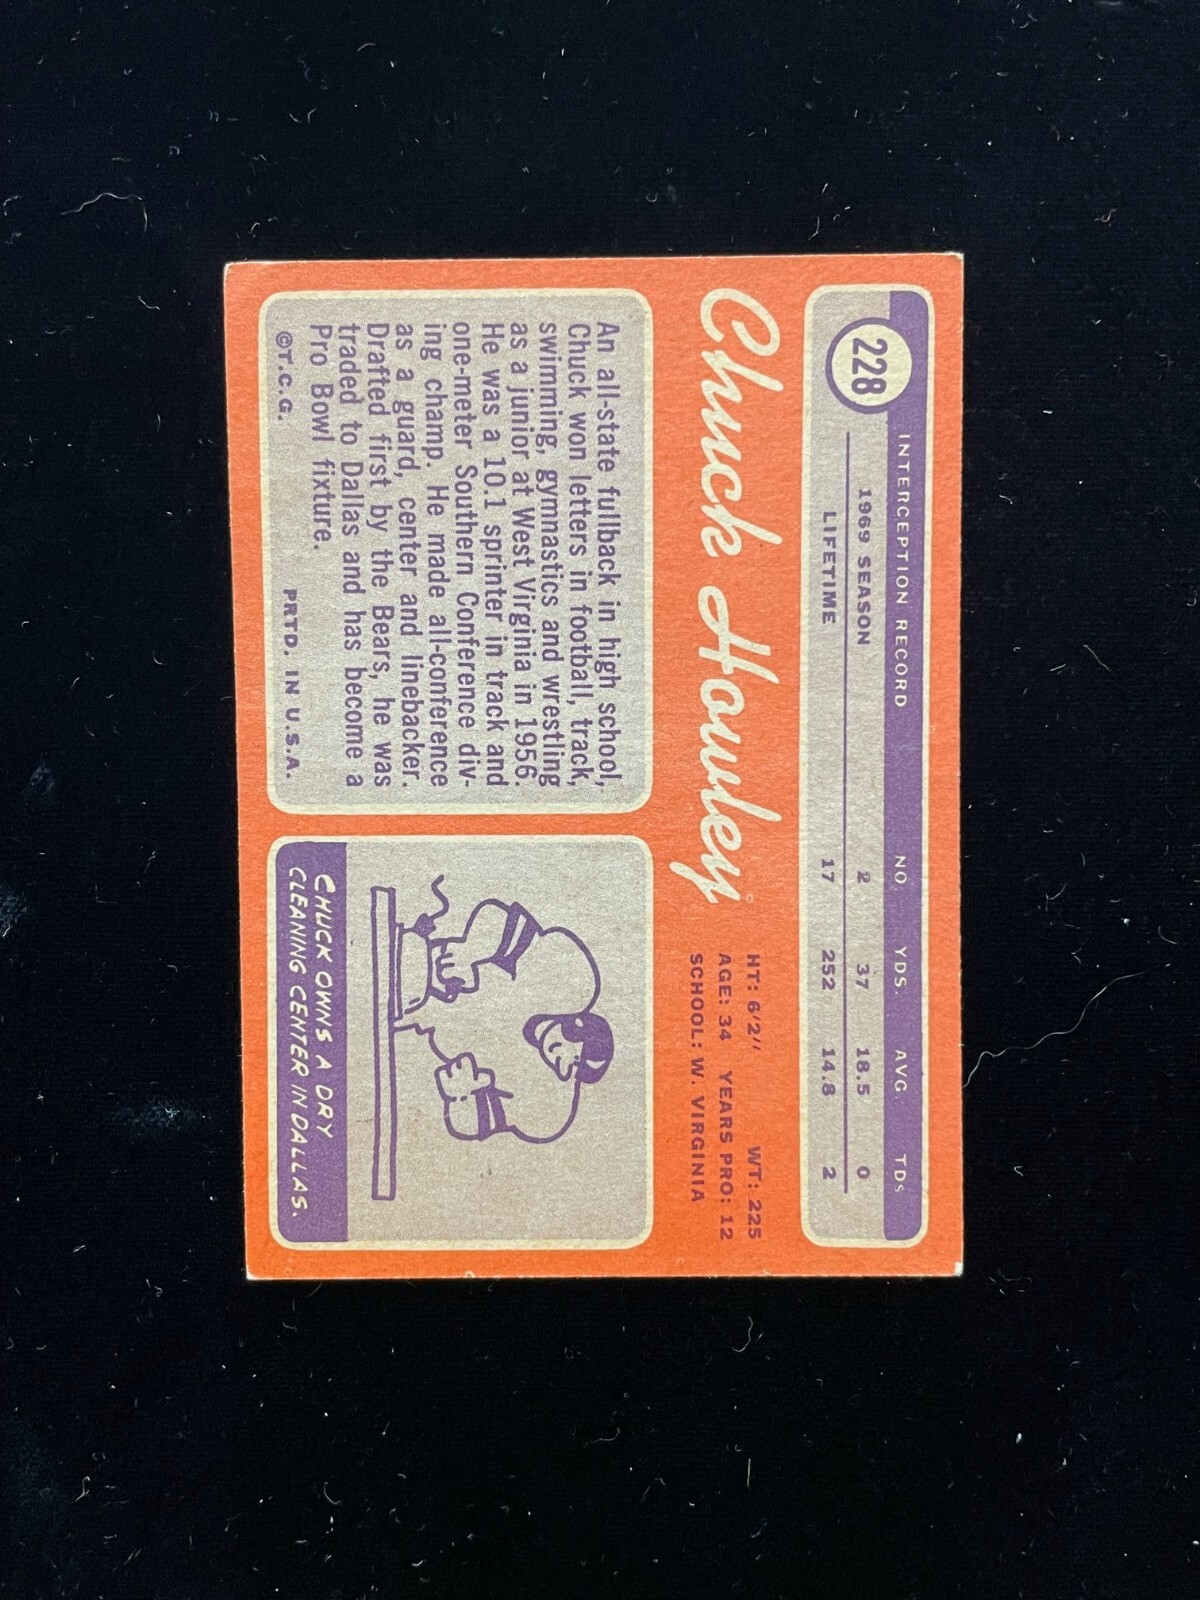 228
INTERCEPTION RECORD NO. YDS. AVG. TDS
1969 SEASON 2 37 18.5 0
LIFETIME 17 252 14.8 2
Chuck Howley
HT: 6'2" WT: 225
AGE: 34 YEARS PRO: 12
SCHOOL: W. VIRGINIA
An all-state fullback in high school,
Chuck won letters in football, track,
swimming, gymnastics and wrestling
as a junior at West Virginia in 1956.
He was a 10.1 sprinter in track and
one-meter Southern Conference div-
ing champ. He made all-conference
as a guard, center and linebacker.
Drafted first by the Bears, he was
traded to Dallas and has become a
Pro Bowl fixture.
©T.C.G. PRTD. IN U.S.A.
CHUCK OWNS A DRY
CLEANING CENTER IN DALLAS.